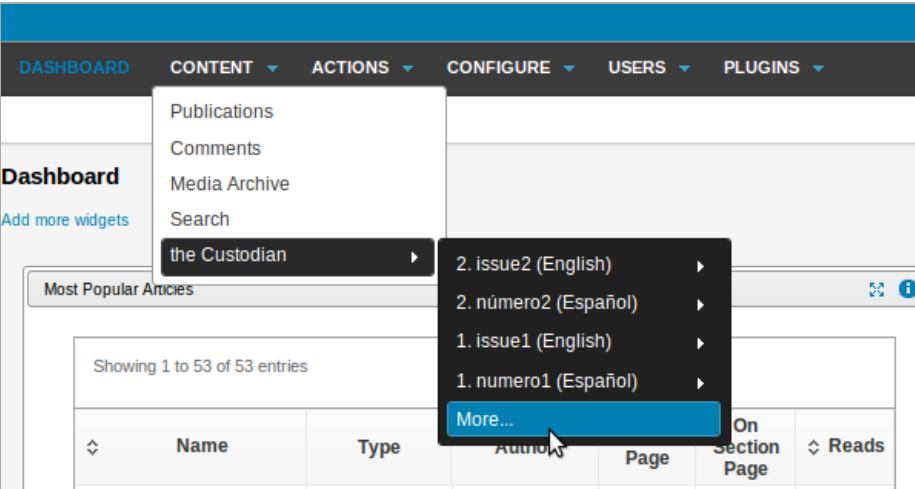 DASHBOARD CONTENT ACTIONS CONFIGURE USERS PLUGINS
Publications
Comments
Media Archive
Search
the Custodian
2. issue2 (English)
2. número2 (Español)
1. issue1 (English)
1. numero1 (Español)
More...
Dashboard
Add more widgets
Most Popular Articles
Showing 1 to 53 of 53 entries
Name Type Author Page On Section Page Reads